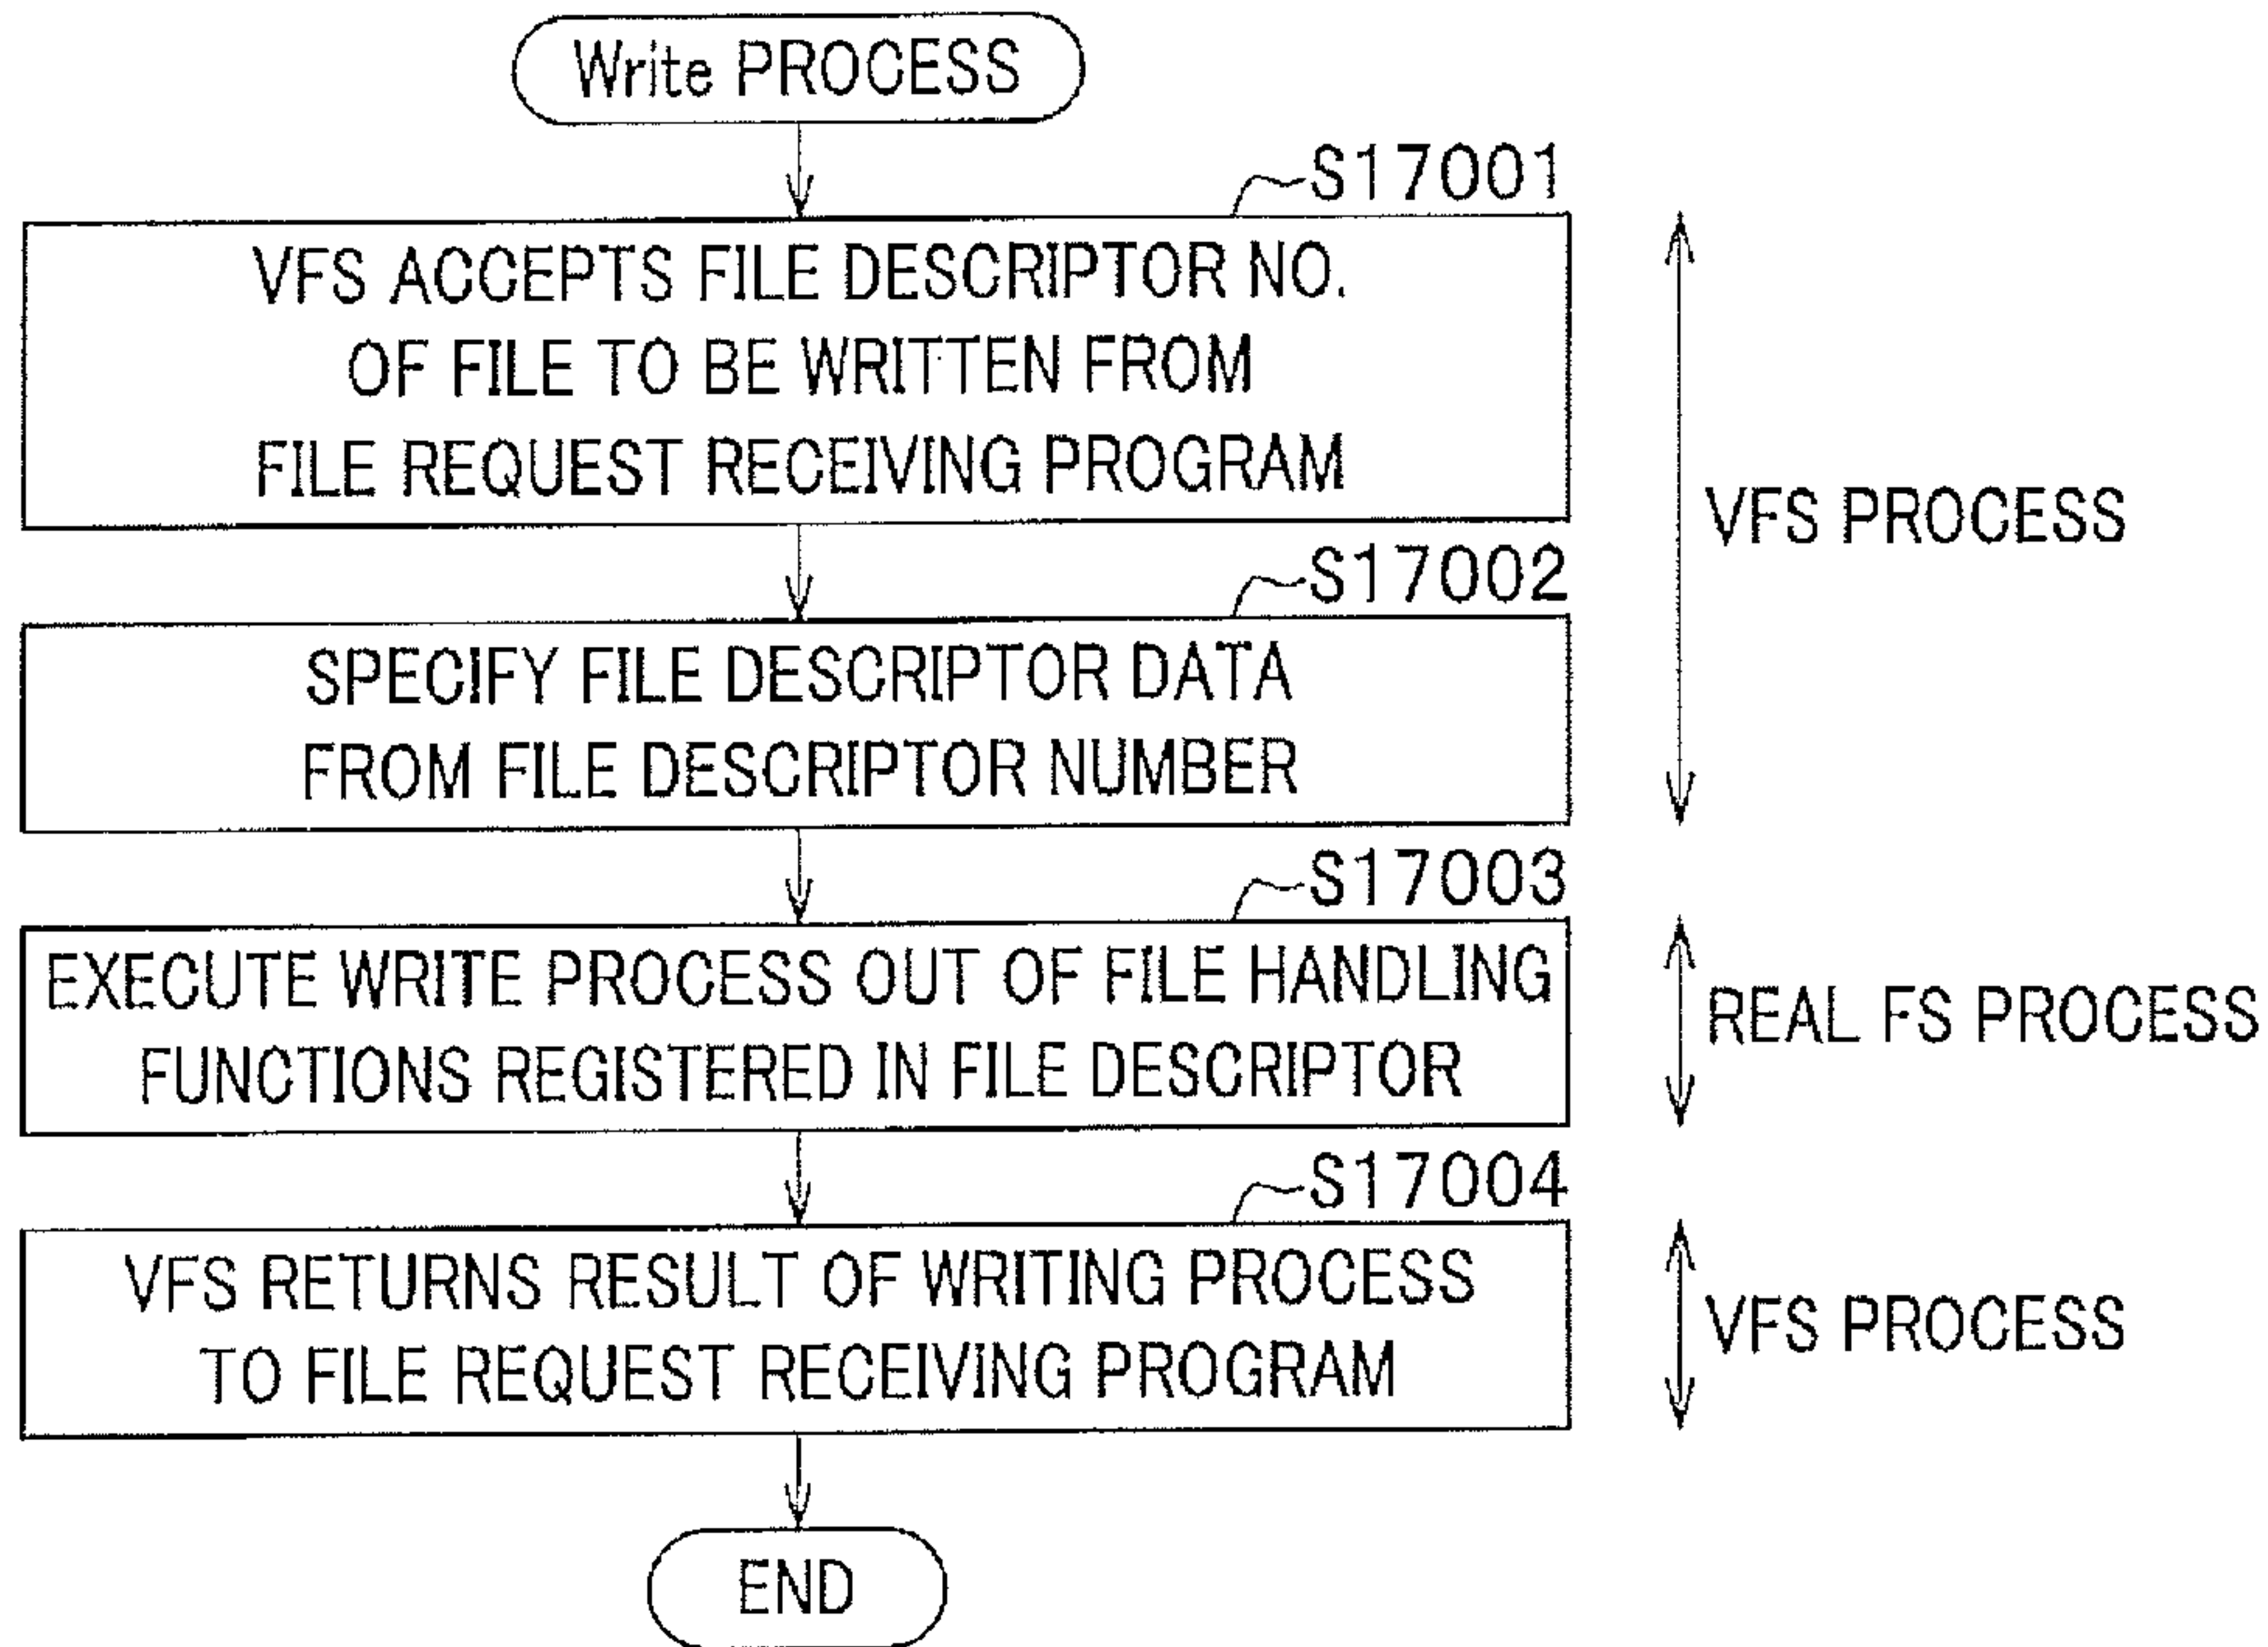 Write PROCESS
S17001
VFS ACCEPTS FILE DESCRIPTOR NO.
OF FILE TO BE WRITTEN FROM
FILE REQUEST RECEIVING PROGRAM
VFS PROCESS
S17002
SPECIFY FILE DESCRIPTOR DATA
FROM FILE DESCRIPTOR NUMBER
S17003
EXECUTE WRITE PROCESS OUT OF FILE HANDLING
FUNCTIONS REGISTERED IN FILE DESCRIPTOR
REAL FS PROCESS
S17004
VFS RETURNS RESULT OF WRITING PROCESS
TO FILE REQUEST RECEIVING PROGRAM
VFS PROCESS
END